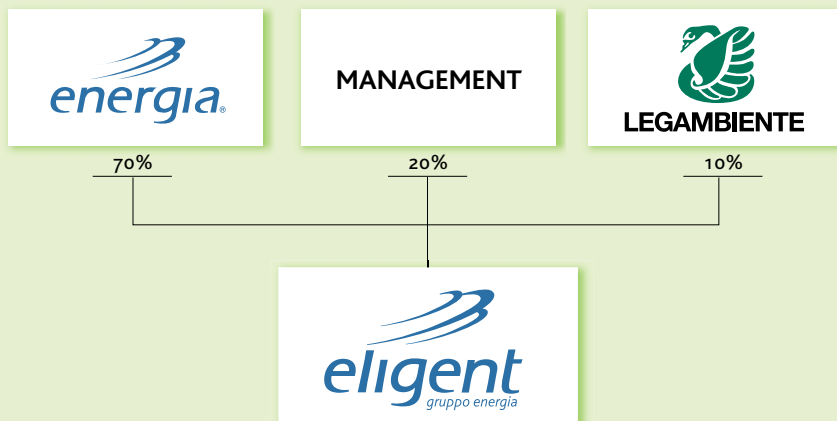 energia®
MANAGEMENT
LEGAMBIENTE
70%
20%
10%
eligent
gruppo energia